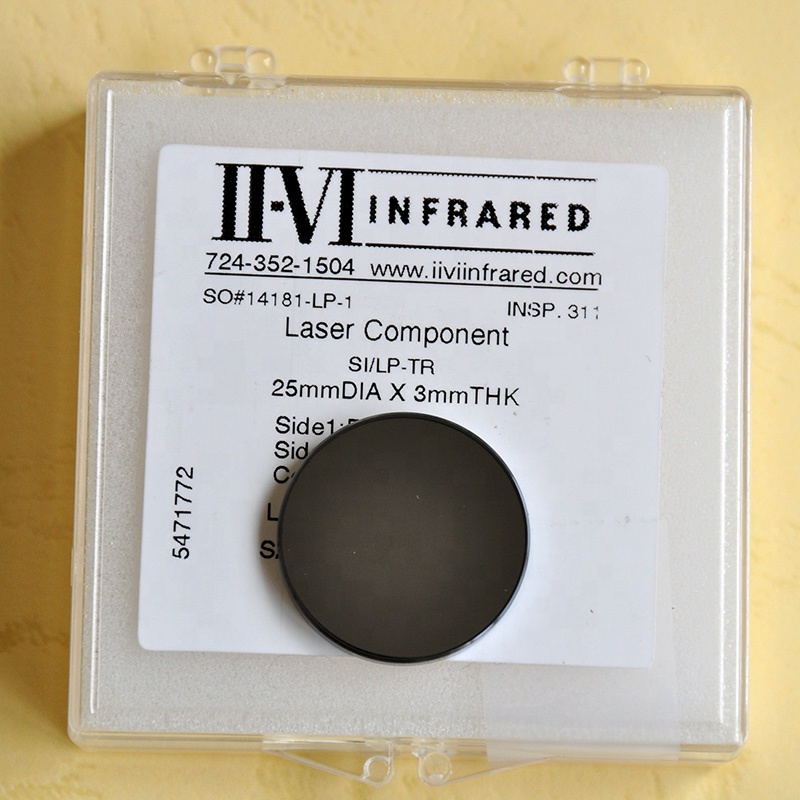 II-VI INFRARED
724-352-1504 www.iiviinfrared.com
SO#14181-LP-1 INSP. 311
Laser Component
SI/LP-TR
25mmDIA X 3mmTHK
Side1:
5471772